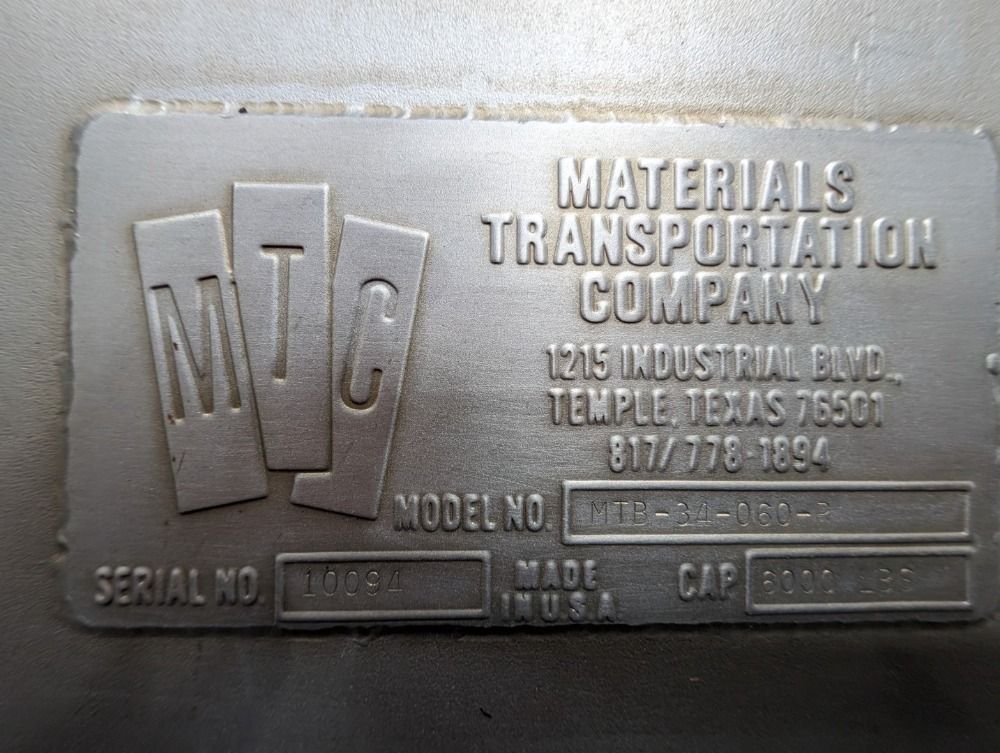 MTC
MATERIALS
TRANSPORTATION
COMPANY
1215 INDUSTRIAL BLVD.,
TEMPLE, TEXAS 76501
817/778-1894
MODEL NO. MTB-34-060-P
SERIAL NO. 10094
MADE
IN U.S.A.
CAP 6000 LBS